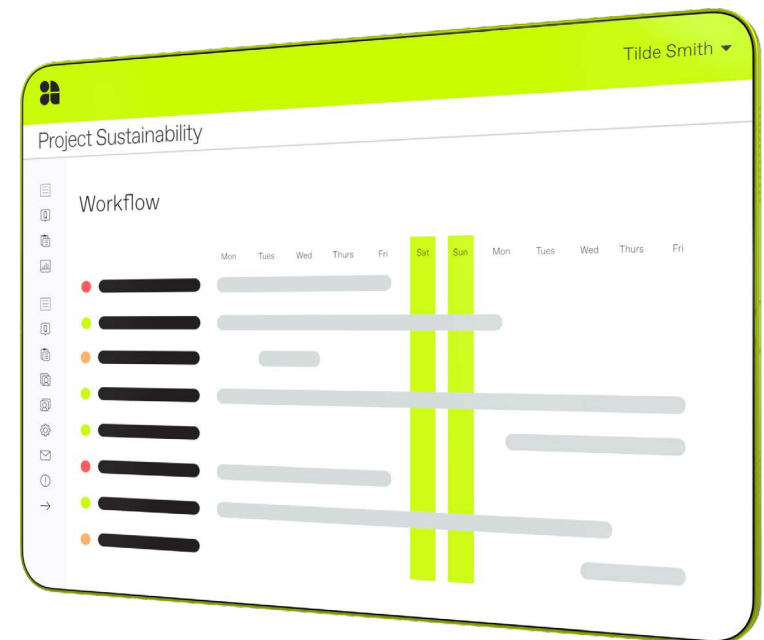 Tilde Smith
Project Sustainability
Workflow
Mon Tues Wed Thurs Fri Sat Sun Mon Tues Wed Thurs Fri